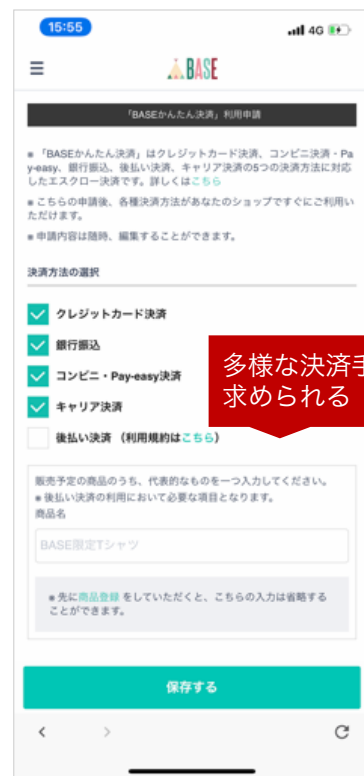 15:55
4G
BASE
「BASEかんたん決済」利用申請
■ 「BASEかんたん決済」はクレジットカード決済、コンビニ決済・Pa
y-easy、銀行振込、後払い決済、キャリア決済の5つの決済方法に対応
したエスクロー決済です。詳しくはこちら
■ こちらの申請後、各種決済方法があなたのショップですぐにご利用い
ただけます。
■ 申請内容は随時、編集することができます。
決済方法の選択
クレジットカード決済
銀行振込
コンビニ・Pay-easy決済
キャリア決済
後払い決済 （利用規約はこちら）
多様な決済手
求められる
販売予定の商品のうち、代表的なものを一つ入力してください。
■ 後払い決済の利用において必要な項目となります。
商品名
BASE限定Tシャツ
■ 先に商品登録 をしていただくと、こちらの入力は省略する
ことができます。
保存する